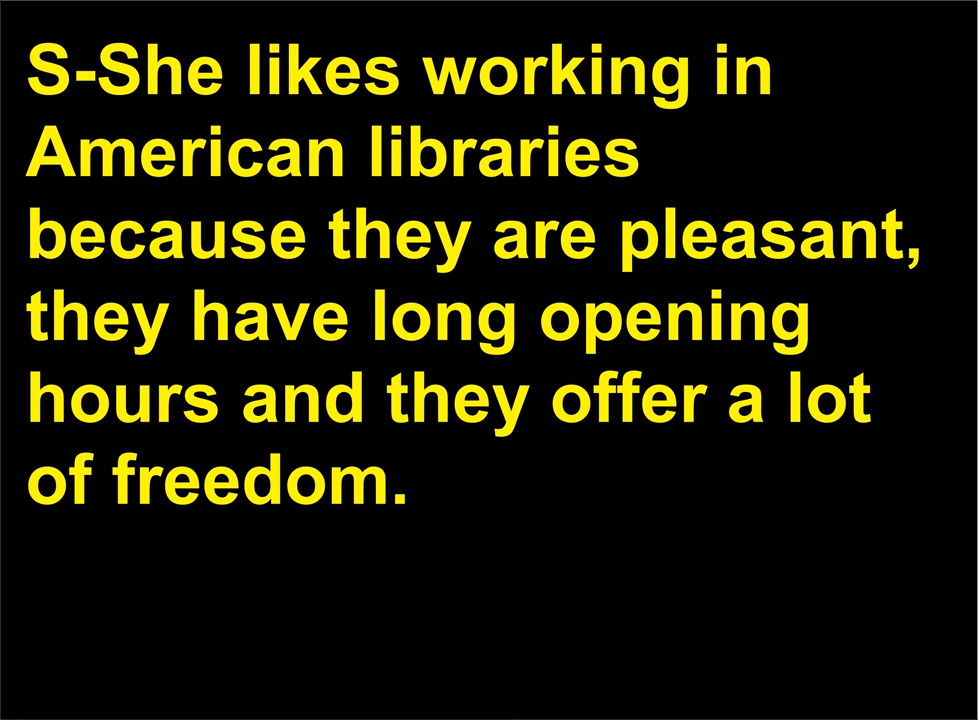 S-She likes working in
American libraries
because they are pleasant,
they have long opening
hours and they offer a lot
of freedom.